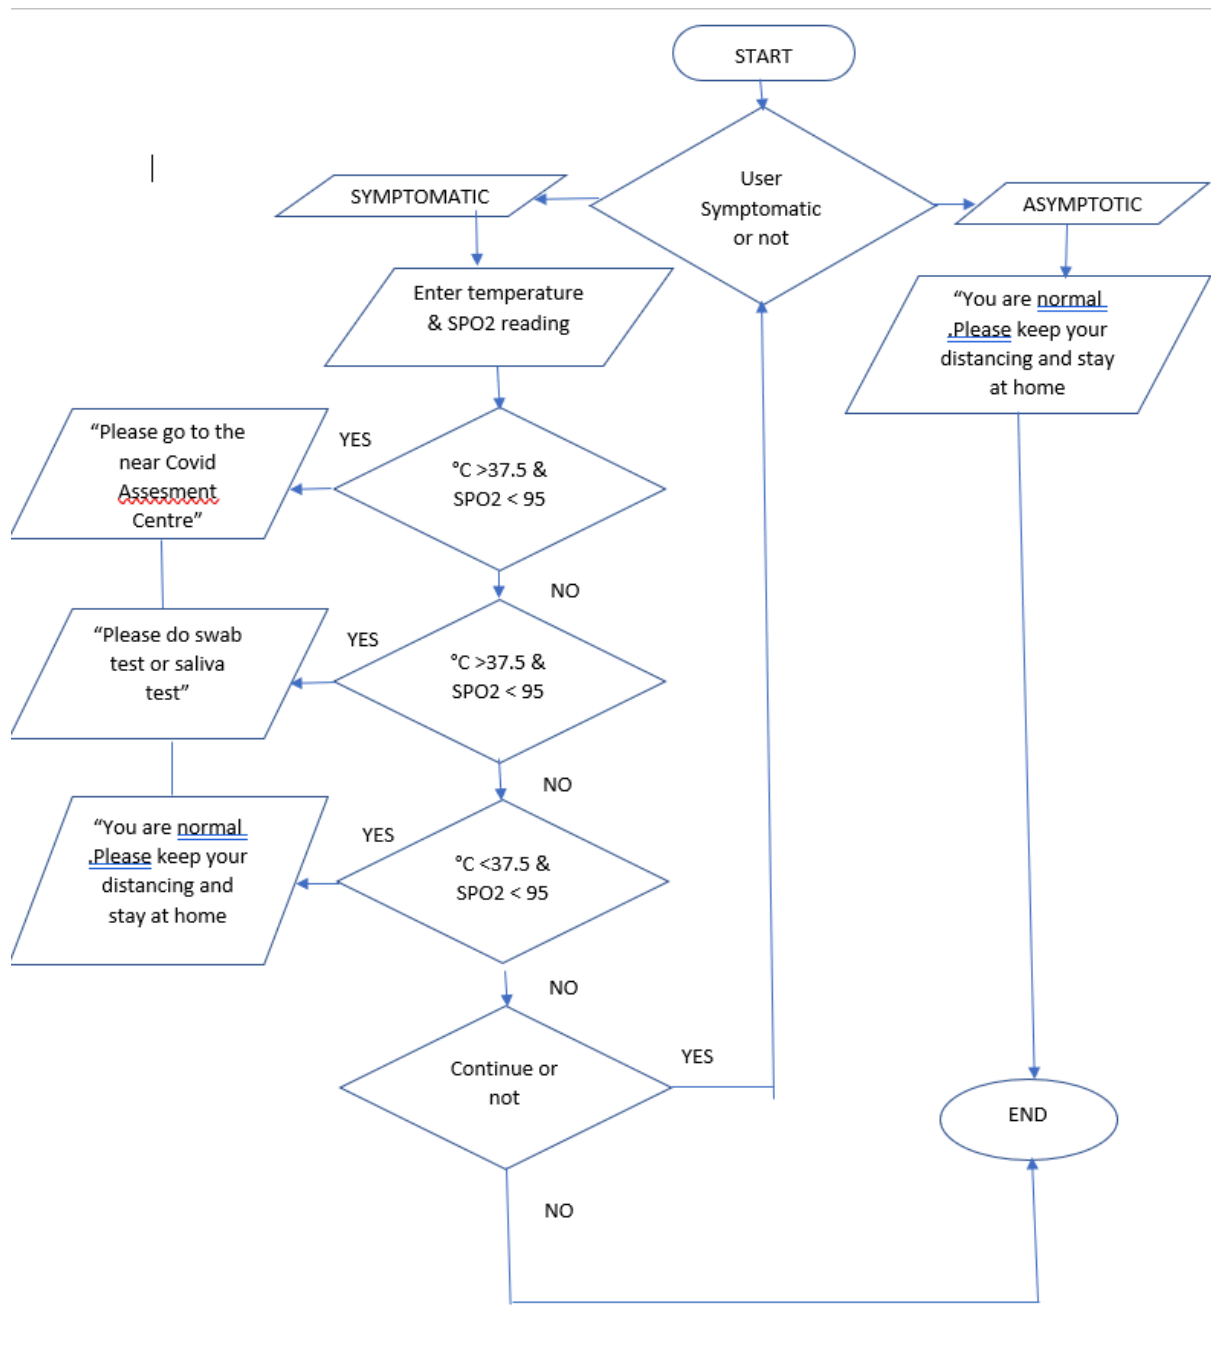 START
User
Symptomatic
or not
SYMPTOMATIC
ASYMPTOTIC
Enter temperature
& SPO2 reading
“You are normal
.Please keep your
distancing and stay
at home
“Please go to the
near Covid
Assesment
Centre”
YES
°C >37.5 &
SPO2 < 95
NO
“Please do swab
test or saliva
test”
YES
°C >37.5 &
SPO2 < 95
NO
“You are normal
.Please keep your
distancing and
stay at home
YES
°C <37.5 &
SPO2 < 95
NO
Continue or
not
YES
END
NO